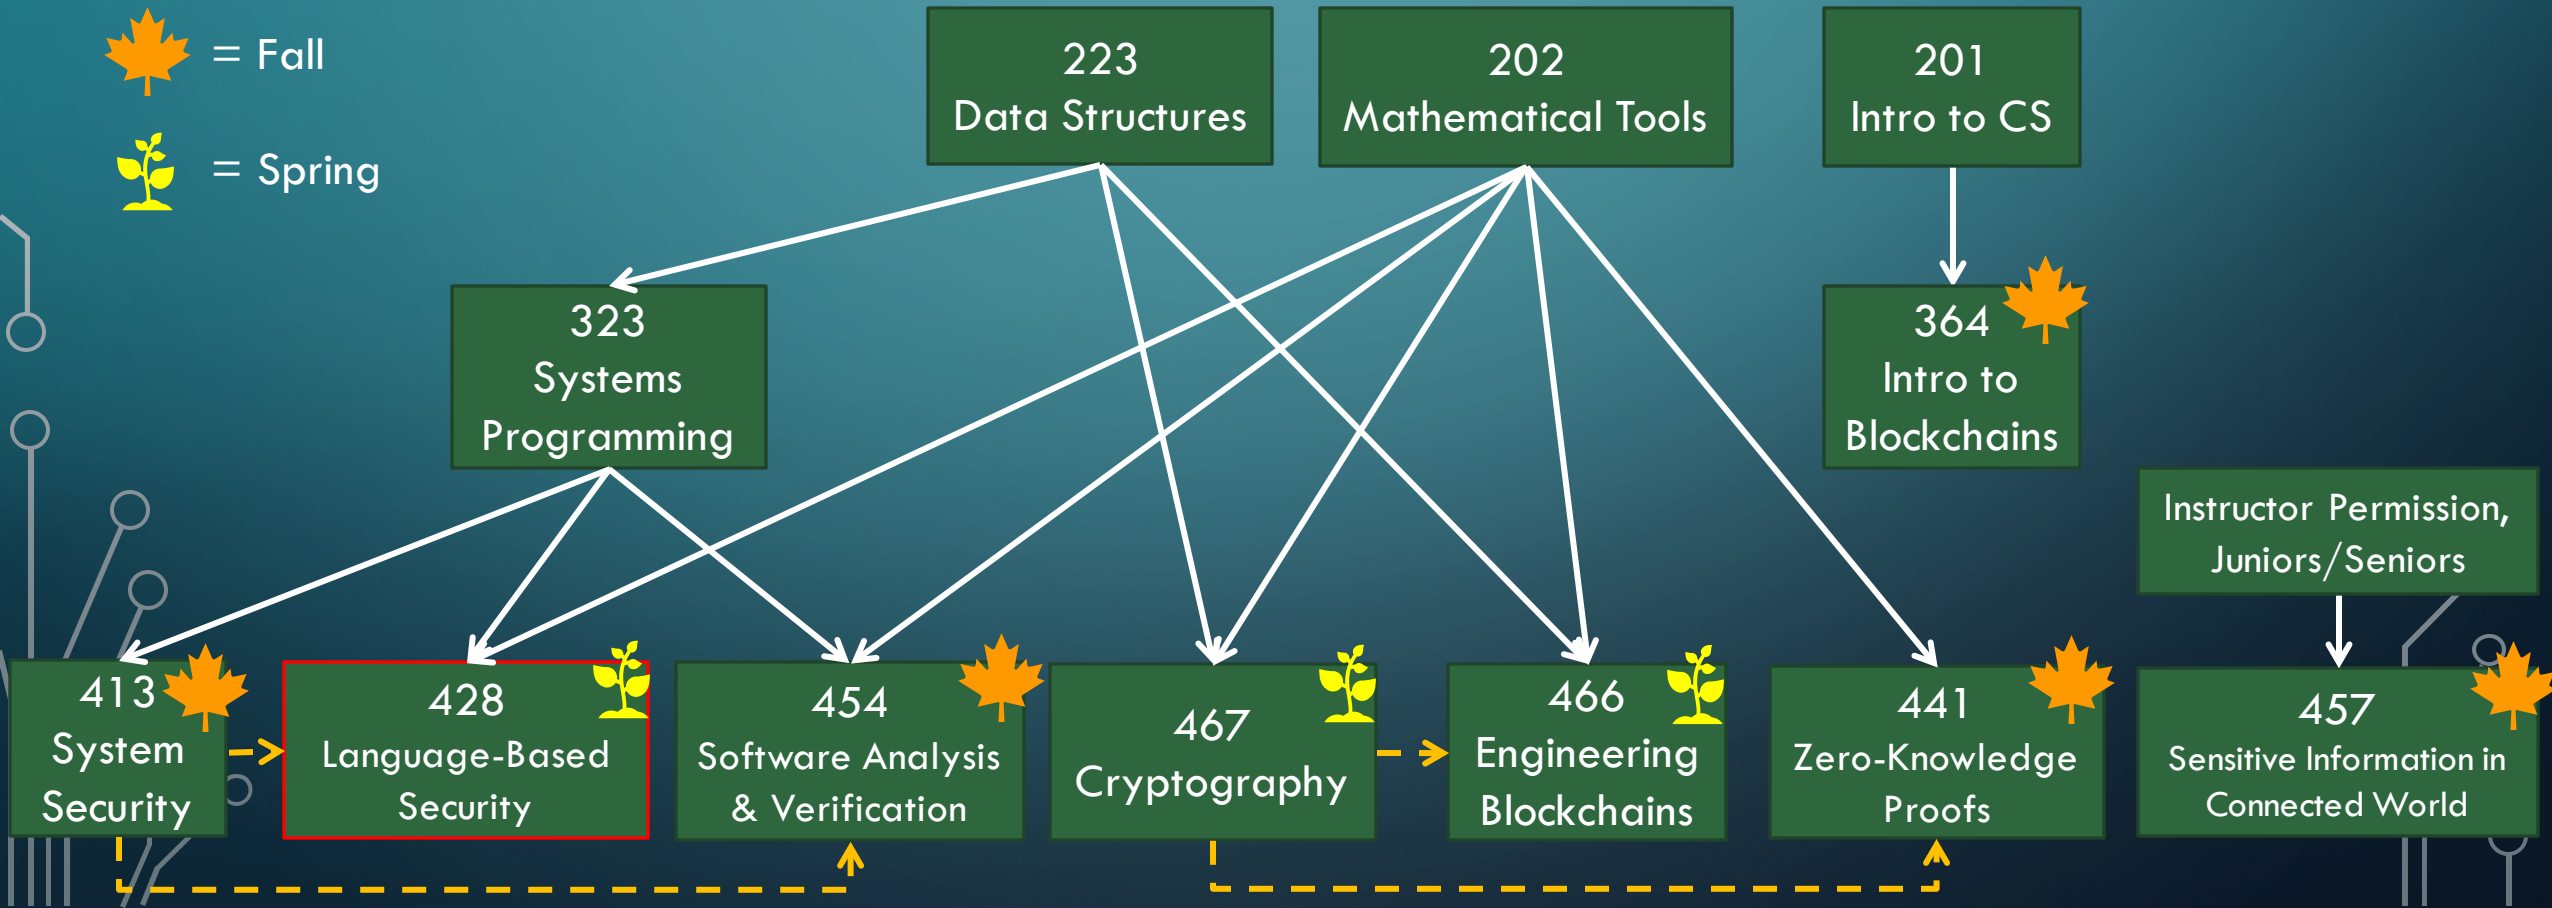 = Fall
= Spring
223
Data Structures
202
Mathematical Tools
201
Intro to CS
323
Systems
Programming
364
Intro to
Blockchains
Instructor Permission,
Juniors/Seniors
413
System
Security
428
Language-Based
Security
454
Software Analysis
& Verification
467
Cryptography
466
Engineering
Blockchains
441
Zero-Knowledge
Proofs
457
Sensitive Information in
Connected World